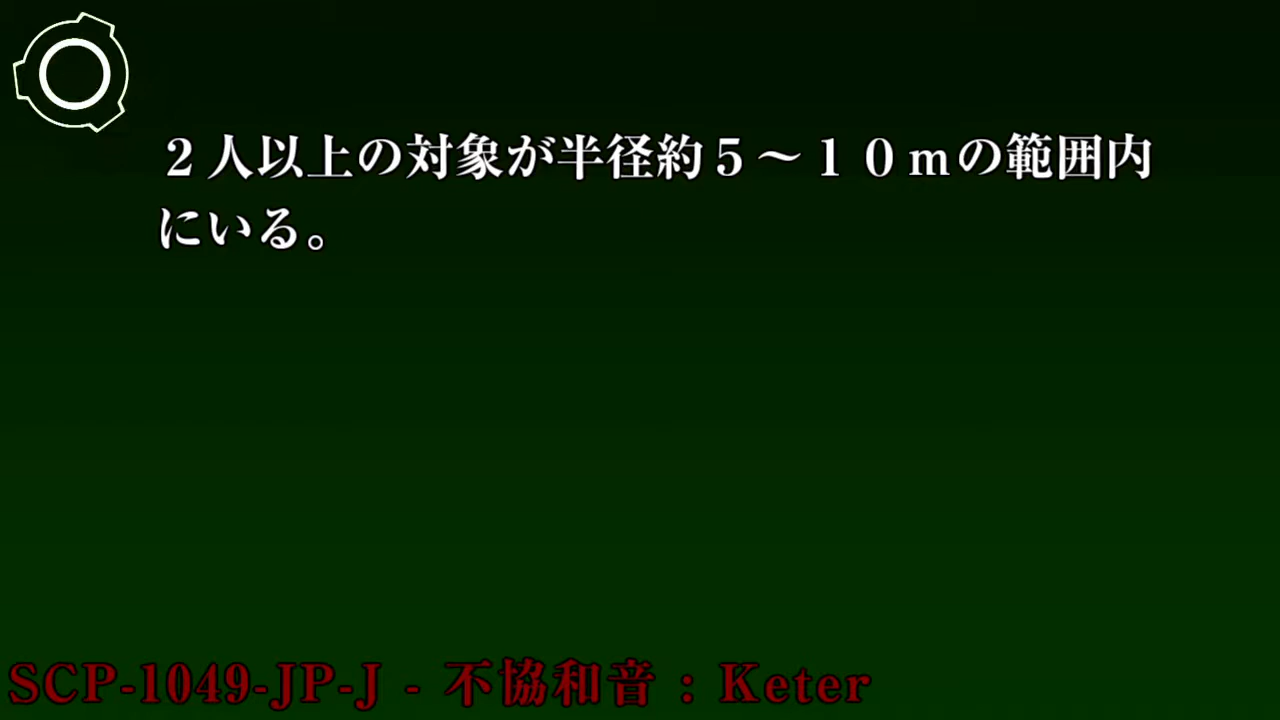 ２人以上の対象が半径約５～１０ｍの範囲内
にいる。
SCP-1049-JP-J - 不協和音：Keter